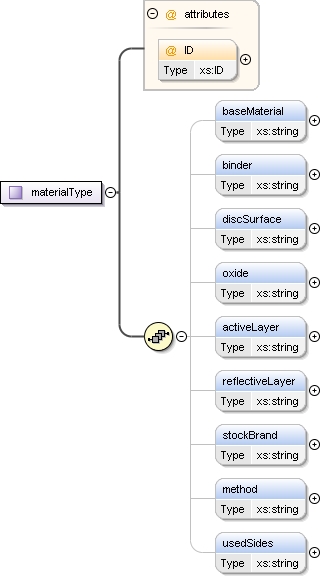 @ attributes
@ ID
Type xs:ID
materialType
baseMaterial
Type xs:string
binder
Type xs:string
discSurface
Type xs:string
oxide
Type xs:string
activeLayer
Type xs:string
reflectiveLayer
Type xs:string
stockBrand
Type xs:string
method
Type xs:string
usedSides
Type xs:string